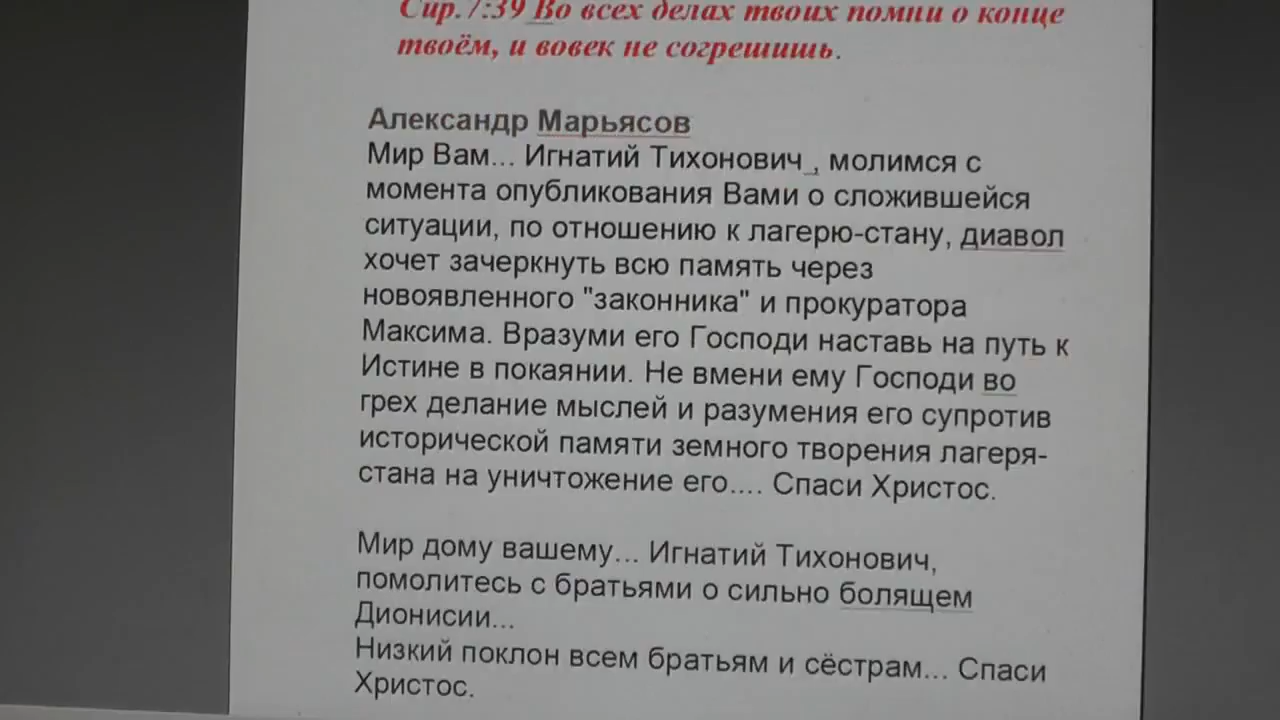 Сир.7:39 Во всех делах твоих помни о конце
твоём, и вовек не согрешишь.
Александр Марьясов
Мир Вам... Игнатий Тихонович , молимся с
момента опубликования Вами о сложившейся
ситуации, по отношению к лагерю-стану, диавол
хочет зачеркнуть всю память через
новоявленного "законника" и прокуратора
Максима. Вразуми его Господи наставь на путь к
Истине в покаянии. Не вмени ему Господи во
грех делание мыслей и разумения его супротив
исторической памяти земного творения лагеря-
стана на уничтожение его.... Спаси Христос.
Мир дому вашему... Игнатий Тихонович,
помолитесь с братьями о сильно болящем
Дионисии...
Низкий поклон всем братьям и сёстрам... Спаси
Христос.